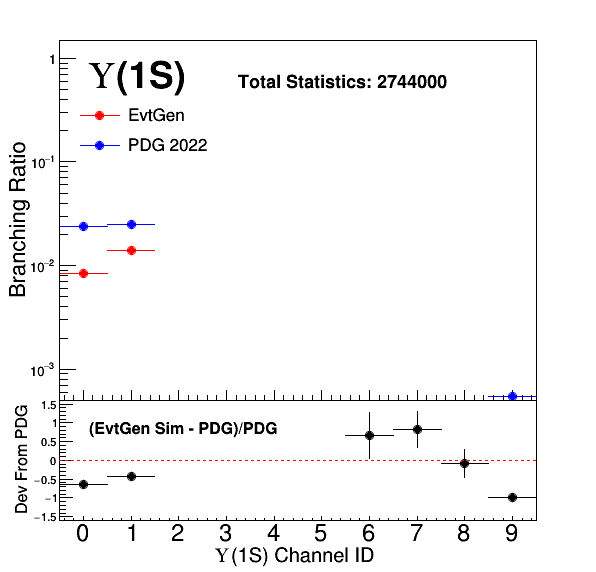 ϒ(1S)
Total Statistics: 2744000
EvtGen
PDG 2022
Branching Ratio
1
10⁻¹
10⁻²
10⁻³
Dev From PDG
(EvtGen Sim - PDG)/PDG
1.5
1
0.5
0
−0.5
−1
−1.5
0 1 2 3 4 5 6 7 8 9
ϒ(1S) Channel ID